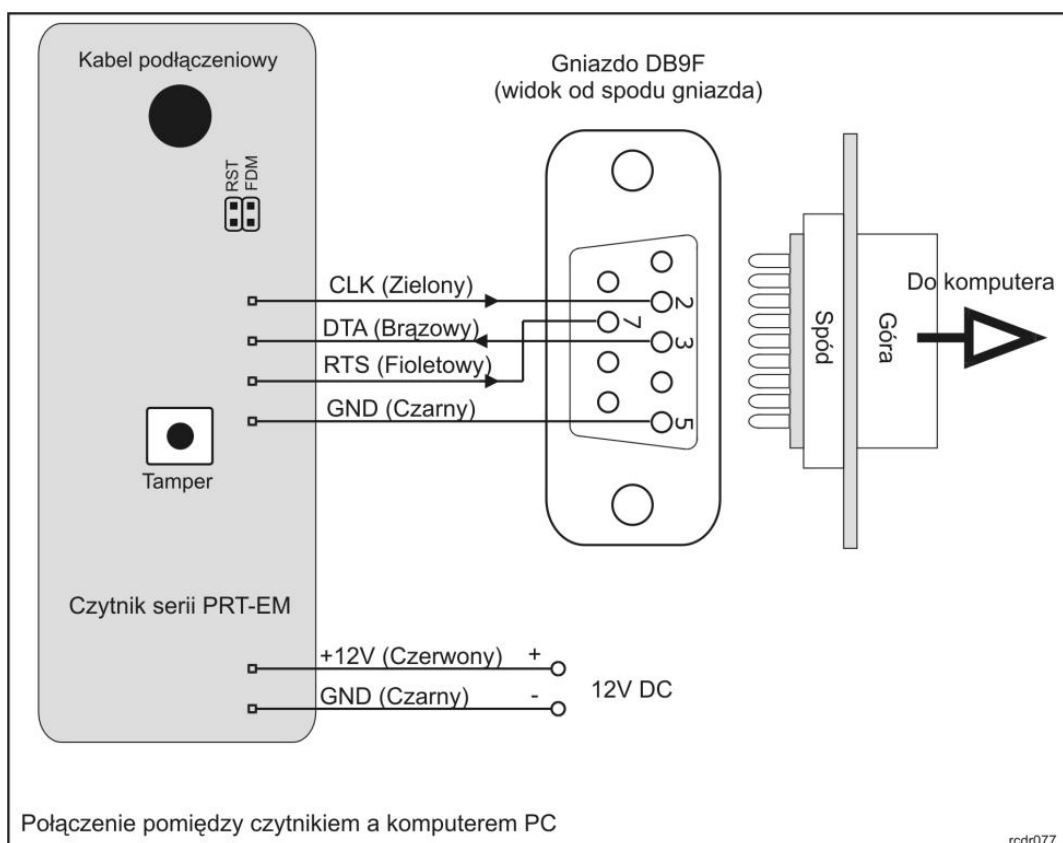 Kabel podłączeniowy
RST
FDM
Gniazdo DB9F
(widok od spodu gniazda)
CLK (Zielony)
DTA (Brązowy)
RTS (Fioletowy)
GND (Czarny)
2
7
3
5
Spód
Góra
Do komputera
Tamper
Czytnik serii PRT-EM
+12V (Czerwony) +
GND (Czarny) -
12V DC
Połączenie pomiędzy czytnikiem a komputerem PC
rcdr077